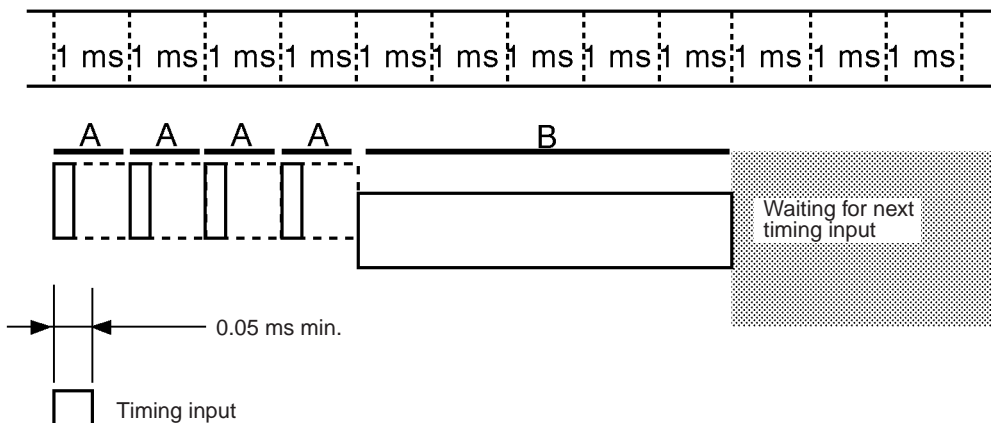 1 ms 1 ms 1 ms 1 ms 1 ms 1 ms 1 ms 1 ms 1 ms 1 ms 1 ms 1 ms
A A A A B
Waiting for next
timing input
0.05 ms min.
Timing input